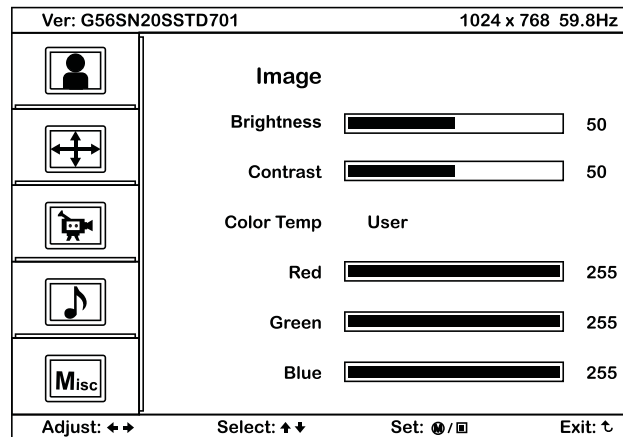 Ver: G56SN20SSTD701 1024 x 768 59.8Hz
Image
Brightness 50
Contrast 50
Color Temp User
Red 255
Green 255
Blue 255
Misc
Adjust: ←→ Select: ↑↓ Set: Ⓜ/▣ Exit: ↻